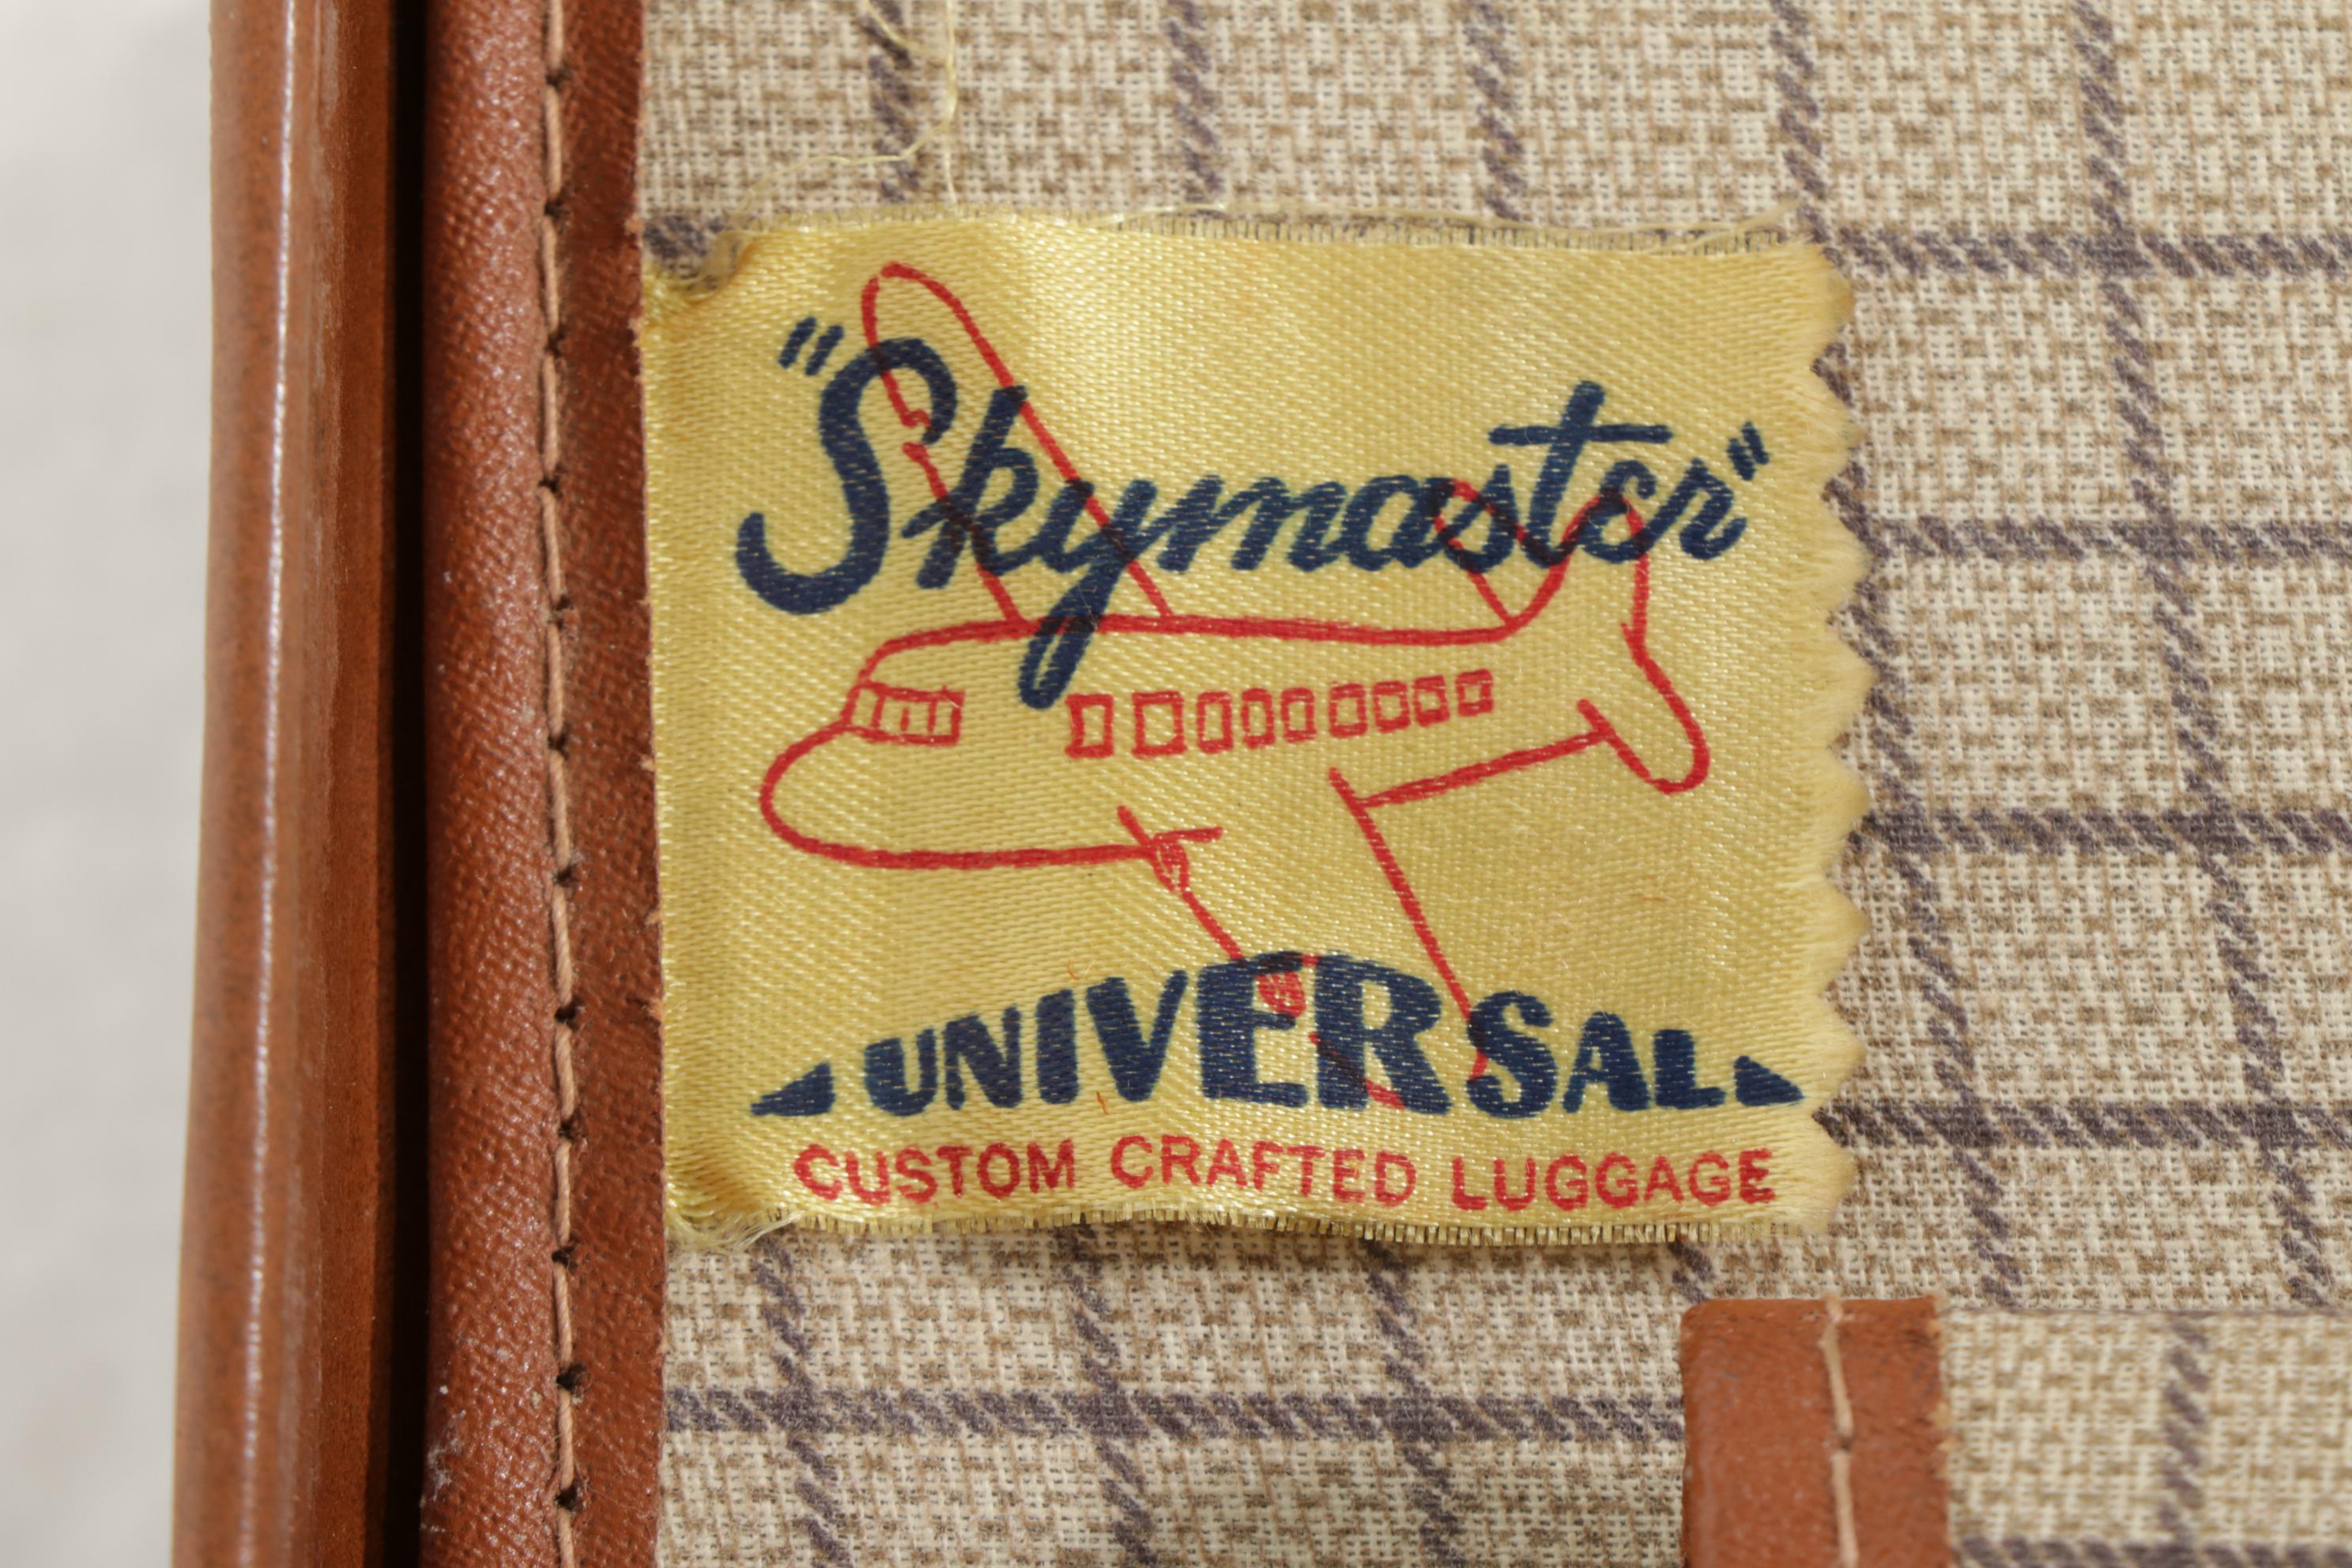 "Skymaster"
UNIVERSAL
CUSTOM CRAFTED LUGGAGE